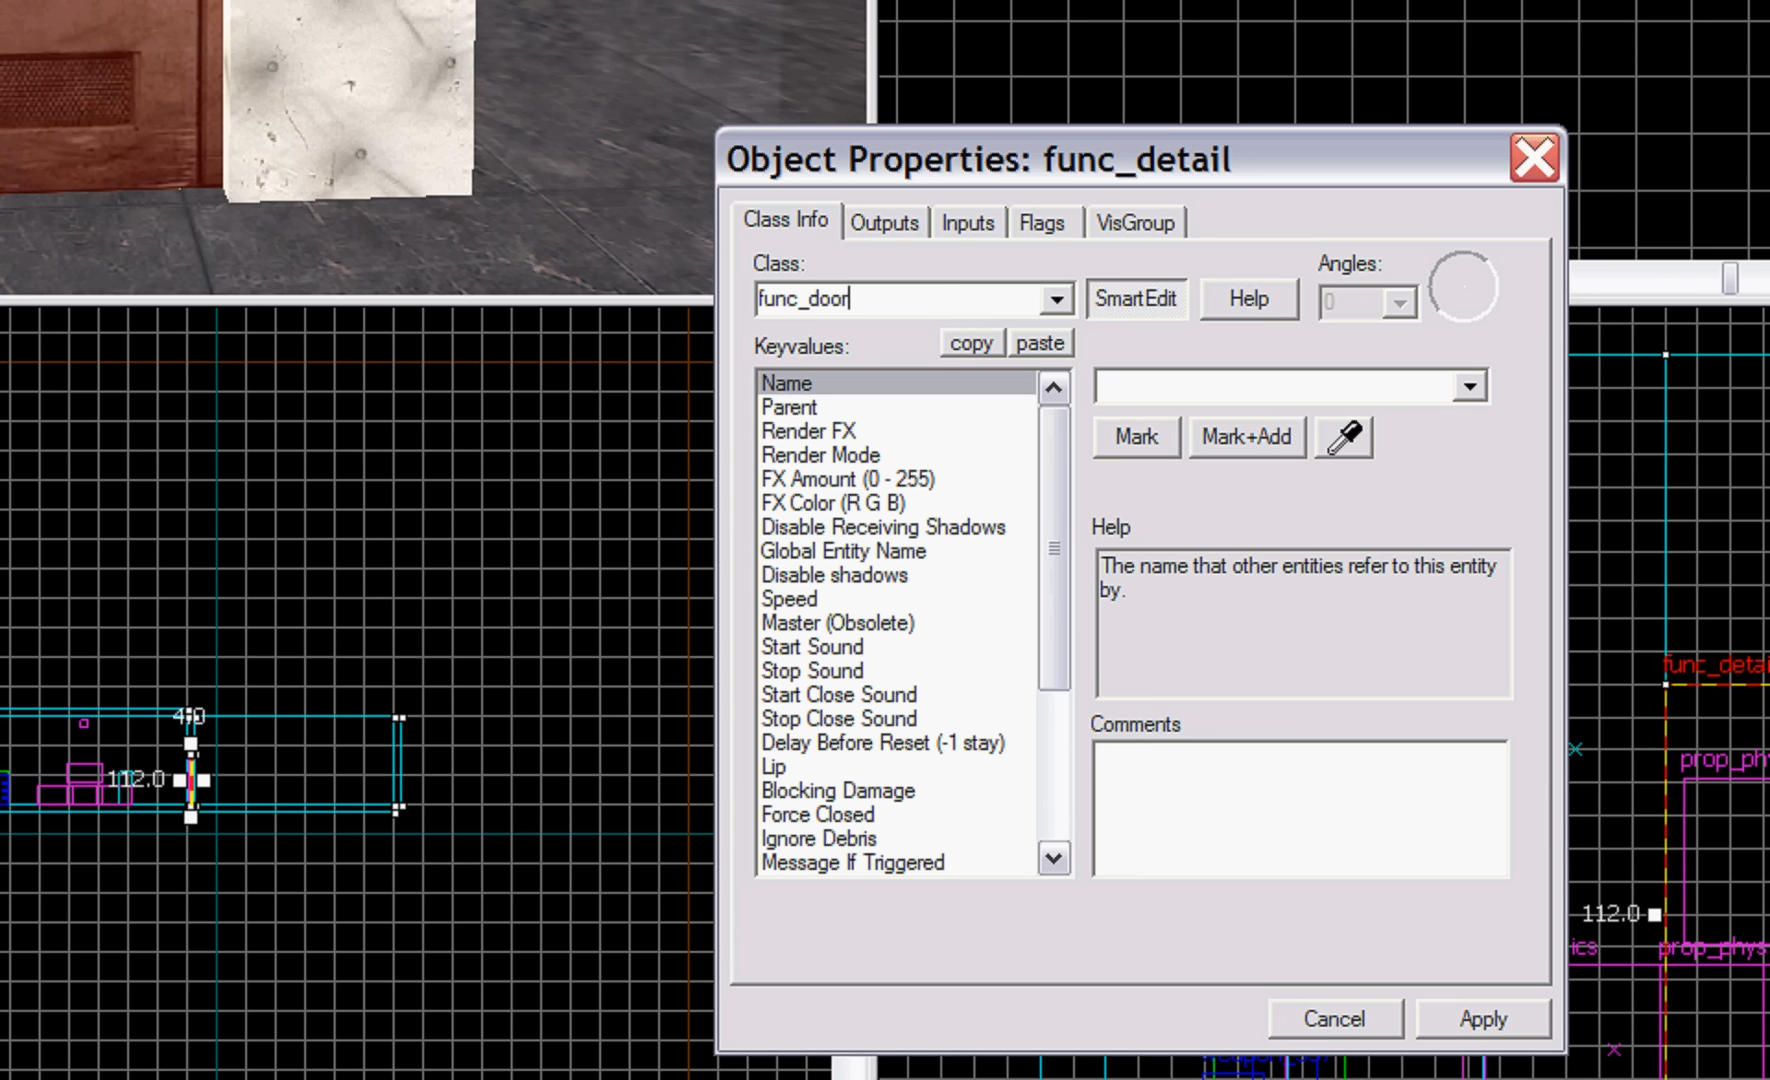 Object Properties: func_detail
Class Info
Outputs
Inputs
Flags
VisGroup
Class:
Angles:
func_door
SmartEdit
Help
0
Keyvalues:
copy
paste
Name
Parent
Render FX
Render Mode
FX Amount (0 - 255)
FX Color (R G B)
Disable Receiving Shadows
Global Entity Name
Disable shadows
Speed
Master (Obsolete)
Start Sound
Stop Sound
Start Close Sound
Stop Close Sound
Delay Before Reset (-1 stay)
Lip
Blocking Damage
Force Closed
Ignore Debris
Message If Triggered
Mark
Mark+Add
Help
The name that other entities refer to this entity
by.
Comments
Cancel
Apply
112.0
func_detai
prop_ph
112.0
ics
prop_phys